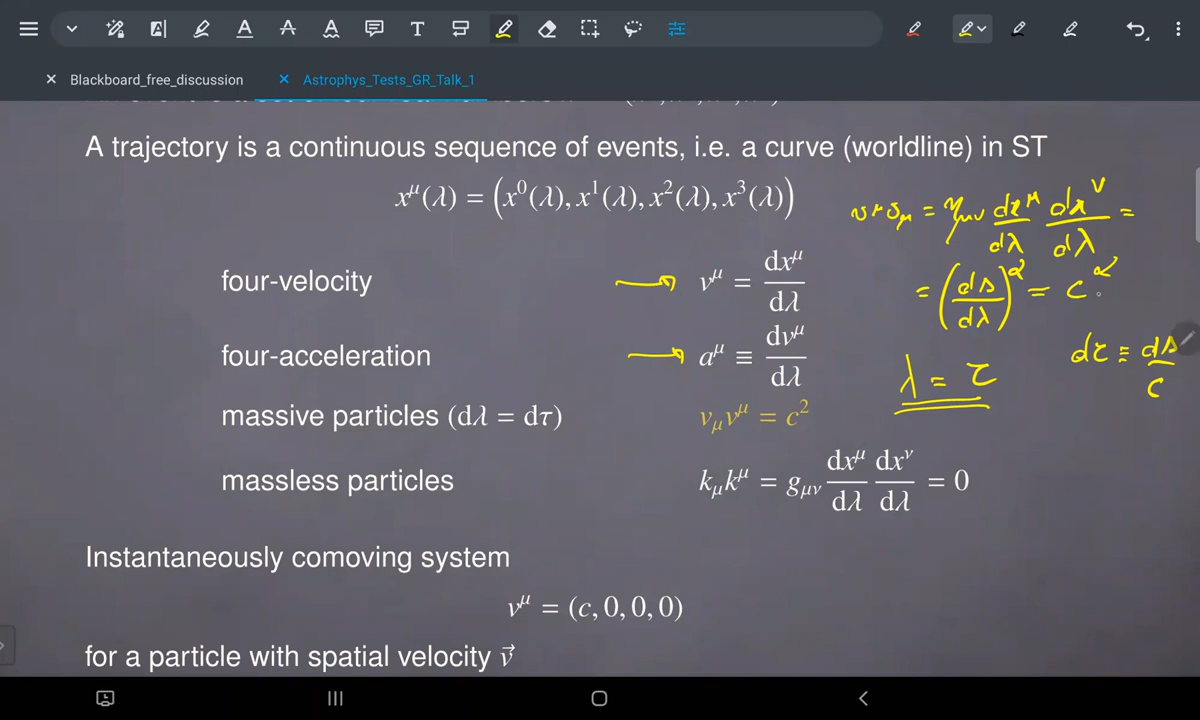 Blackboard_free_discussion
Astrophys_Tests_GR_Talk_1
A trajectory is a continuous sequence of events, i.e. a curve (worldline) in ST
x^μ(λ) = (x^0(λ), x^1(λ), x^2(λ), x^3(λ))
v^μ v_μ = η_μν dx^μ/dλ dx^ν/dλ =
four-velocity v^μ = dx^μ/dλ
= (ds/dλ)^2 = c^2
four-acceleration a^μ ≡ dv^μ/dλ
dτ ≡ ds/c
λ = τ
massive particles (dλ = dτ) v_μ v^μ = c^2
massless particles k_μ k^μ = g_μν dx^μ/dλ dx^ν/dλ = 0
Instantaneously comoving system
v^μ = (c, 0, 0, 0)
for a particle with spatial velocity v⃗